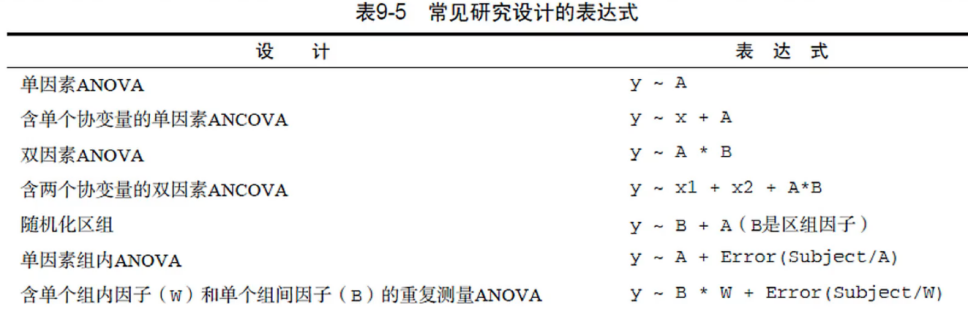 表9-5 常见研究设计的表达式
设 计 表 达 式
单因素ANOVA y ~ A
含单个协变量的单因素ANCOVA y ~ x + A
双因素ANOVA y ~ A * B
含两个协变量的双因素ANCOVA y ~ x1 + x2 + A*B
随机化区组 y ~ B + A（B是区组因子）
单因素组内ANOVA y ~ A + Error(Subject/A)
含单个组内因子（W）和单个组间因子（B）的重复测量ANOVA y ~ B * W + Error(Subject/W)